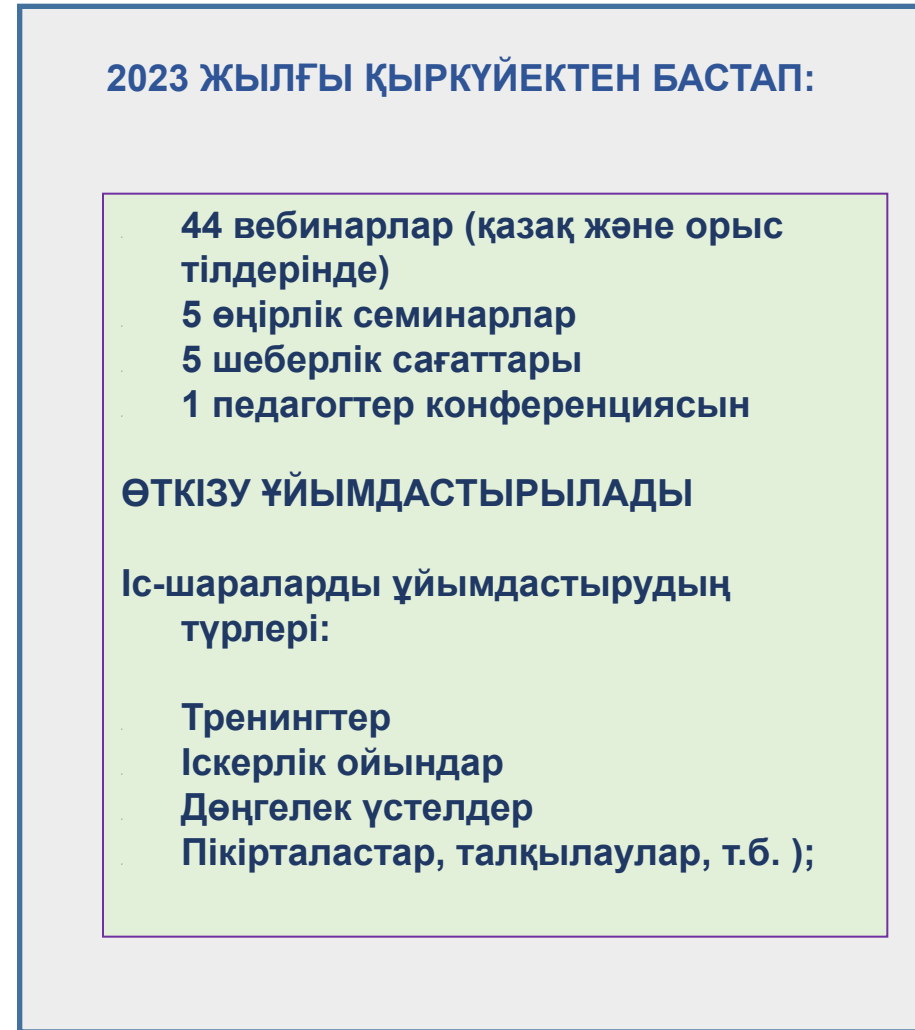 2023 ЖЫЛҒЫ ҚЫРКҮЙЕКТЕН БАСТАП:
44 вебинарлар (қазақ және орыс
тілдерінде)
5 өңірлік семинарлар
5 шеберлік сағаттары
1 педагогтер конференциясын
ӨТКІЗУ ҰЙЫМДАСТЫРЫЛАДЫ
Іс-шараларды ұйымдастырудың
түрлері:
Тренингтер
Іскерлік ойындар
Дөңгелек үстелдер
Пікірталастар, талқылаулар, т.б. );